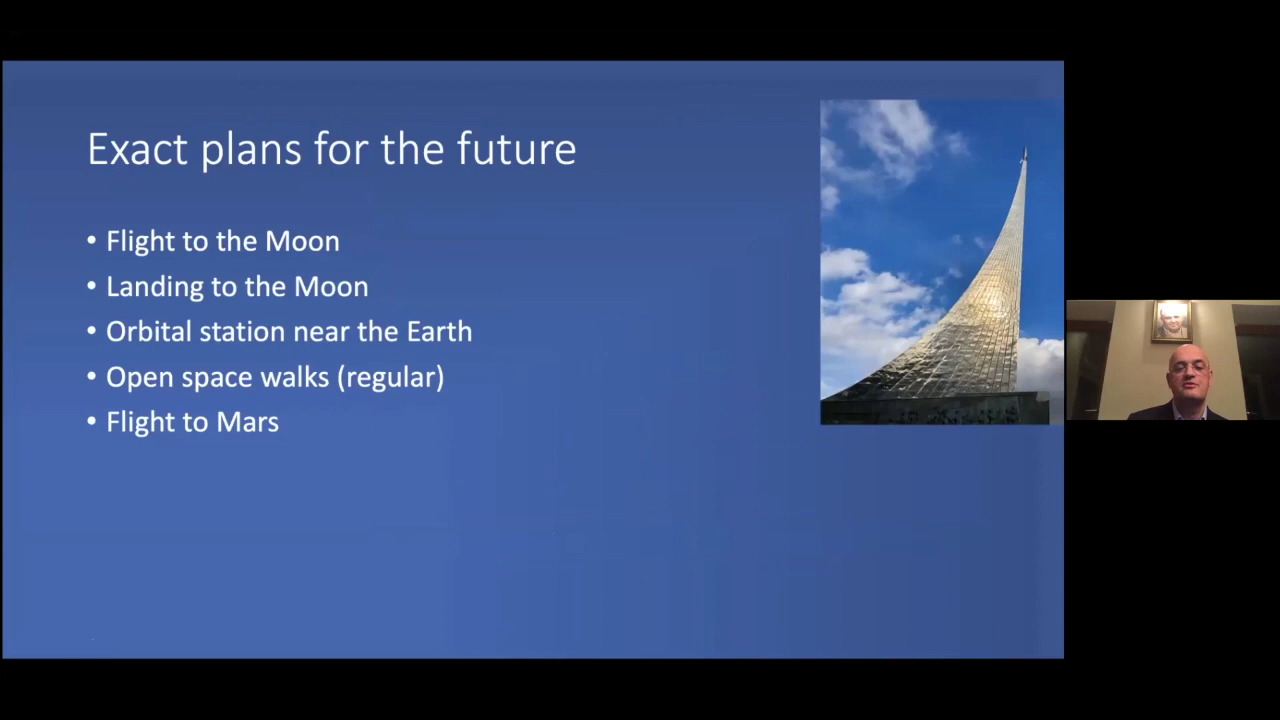 Exact plans for the future
• Flight to the Moon
• Landing to the Moon
• Orbital station near the Earth
• Open space walks (regular)
• Flight to Mars